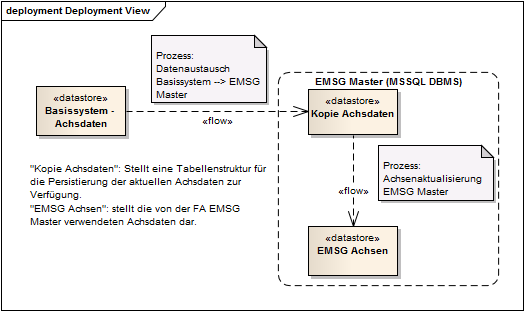 deployment Deployment View
Prozess:
Datenaustausch
Basissystem --> EMSG
Master
EMSG Master (MSSQL DBMS)
«datastore»
Basissystem -
Achsdaten
«flow»
«datastore»
Kopie Achsdaten
"Kopie Achsdaten": Stellt eine Tabellenstruktur für
die Persistierung der aktuellen Achsdaten zur
Verfügung.
"EMSG Achsen": stellt die von der FA EMSG
Master verwendeten Achsdaten dar.
Prozess:
Achsenaktualisierung
EMSG Master
«flow»
«datastore»
EMSG Achsen